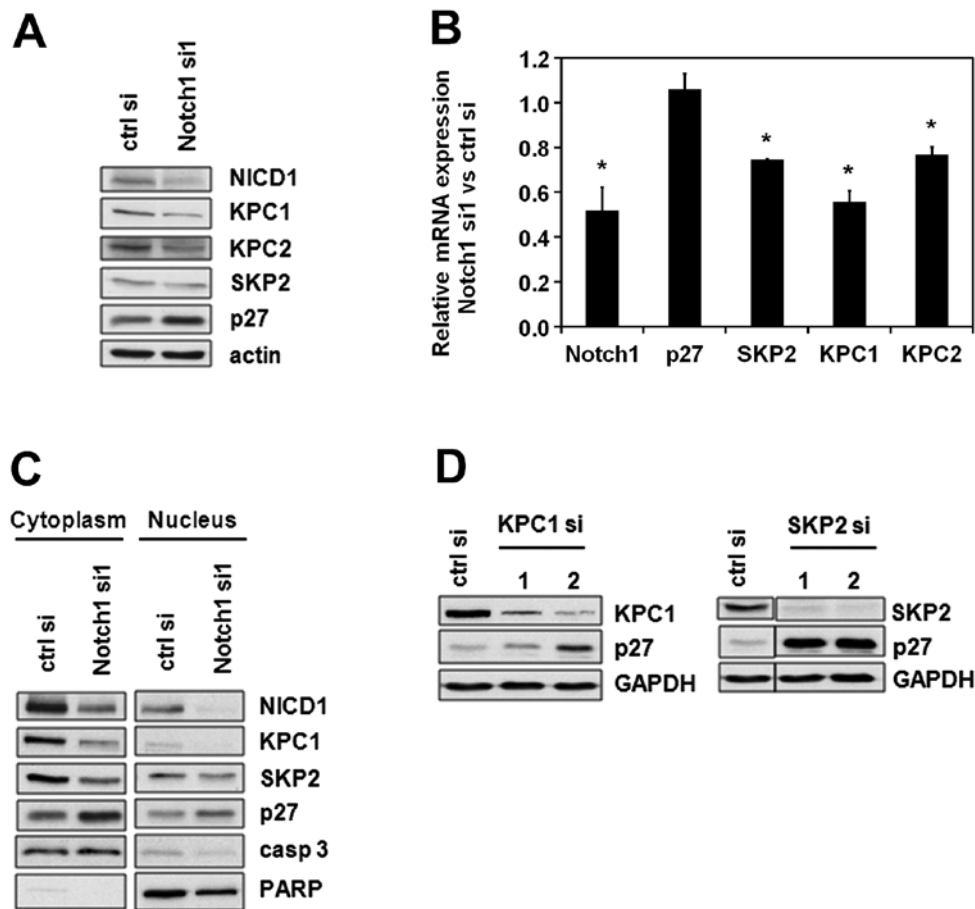 A
ctrl si
Notch1 si1
NICD1
KPC1
KPC2
SKP2
p27
actin
B
Relative mRNA expression
Notch1 si1 vs ctrl si
1.2
1.0
0.8
0.6
0.4
0.2
0.0
*
*
*
*
Notch1 p27 SKP2 KPC1 KPC2
C
Cytoplasm Nucleus
ctrl si
Notch1 si1
ctrl si
Notch1 si1
NICD1
KPC1
SKP2
p27
casp 3
PARP
D
ctrl si
KPC1 si
1 2
KPC1
p27
GAPDH
ctrl si
SKP2 si
1 2
SKP2
p27
GAPDH